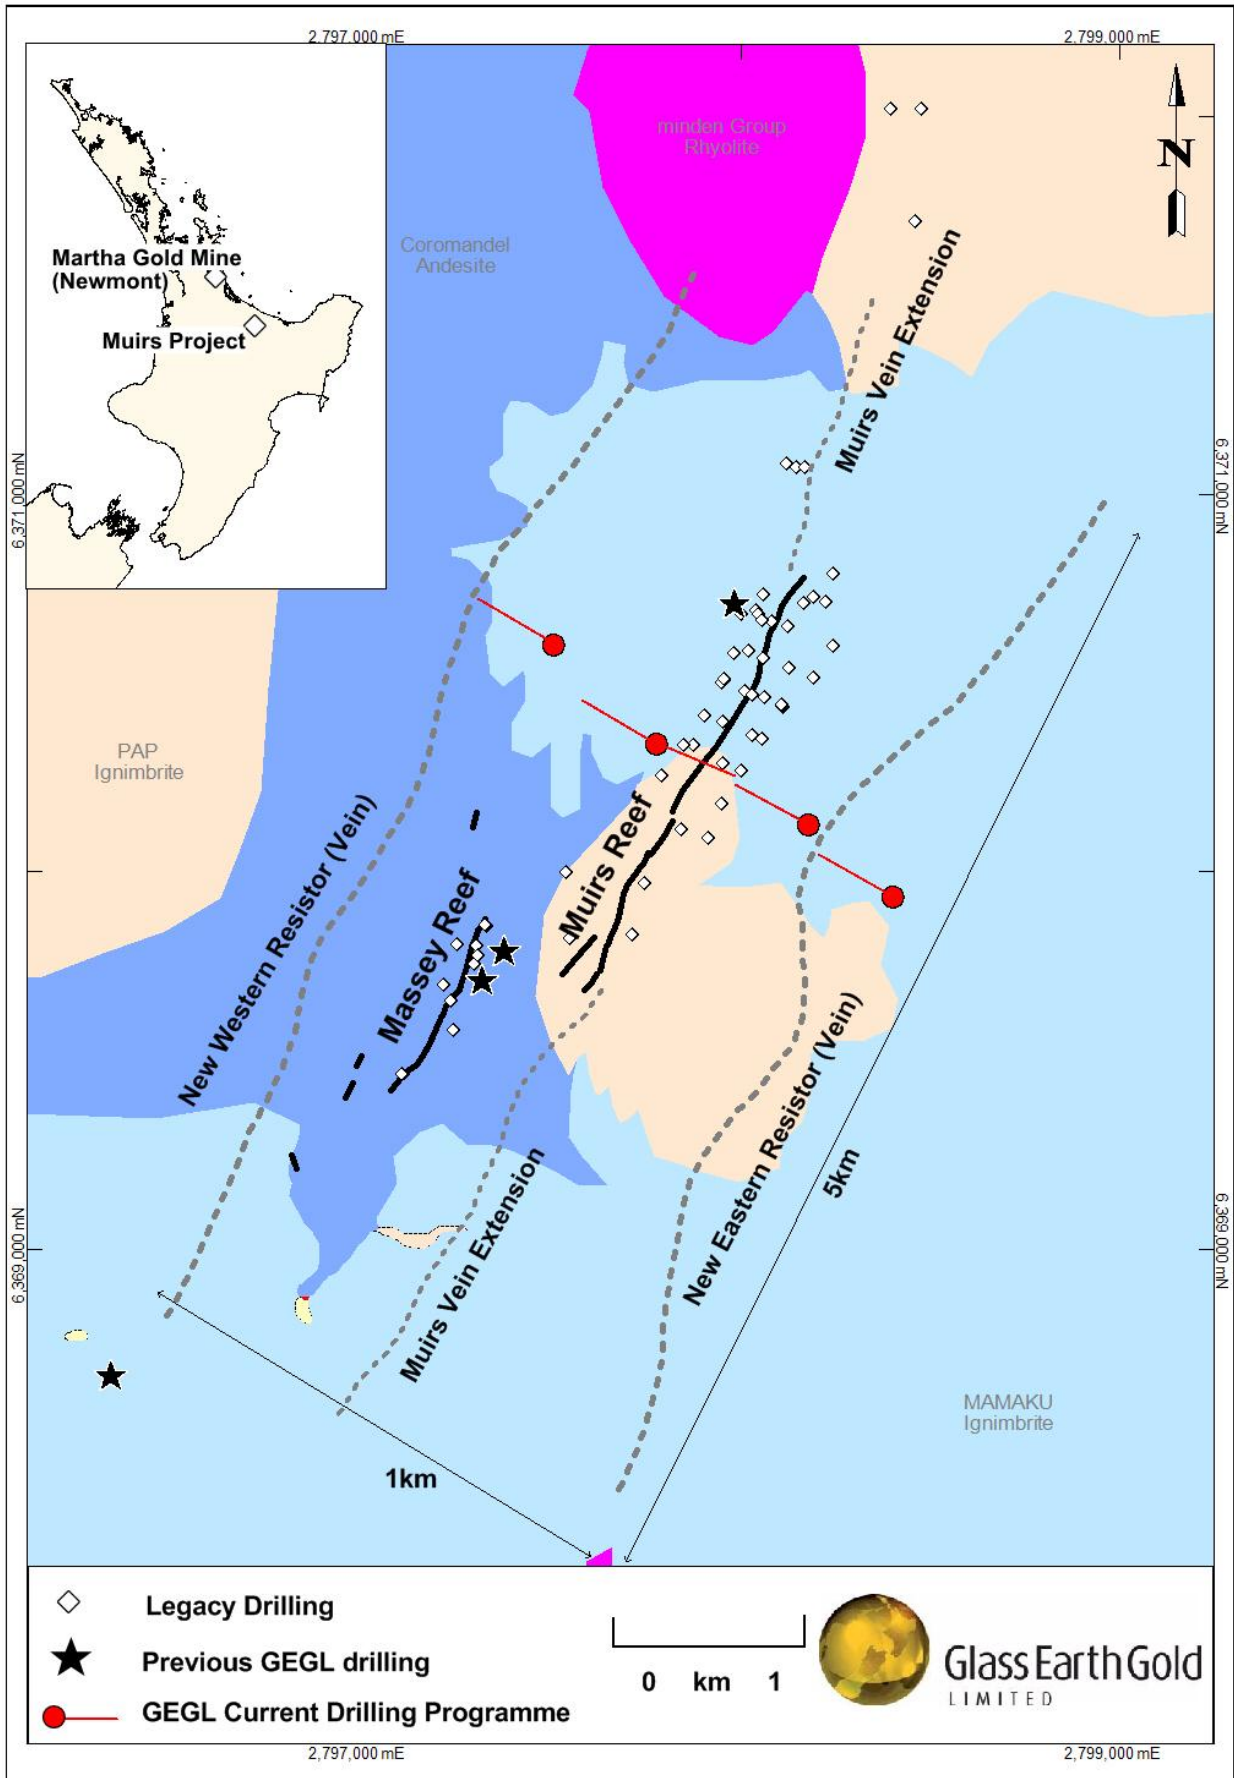 2,797,000 mE
2,799,000 mE
minden Group
Rhyolite
N
Coromandel
Andesite
Martha Gold Mine
(Newmont)
Muirs Project
Muirs Vein Extension
6,371,000 mN
6,371,000 mN
PAP
Ignimbrite
New Western Resistor (Vein)
Massey Reef
Muirs Reef
New Eastern Resistor (Vein)
5km
Muirs Vein Extension
6,369,000 mN
6,369,000 mN
MAMAKU
Ignimbrite
1km
Legacy Drilling
Previous GEGL drilling
GEGL Current Drilling Programme
0 km 1
Glass Earth Gold
LIMITED
2,797,000 mE
2,799,000 mE